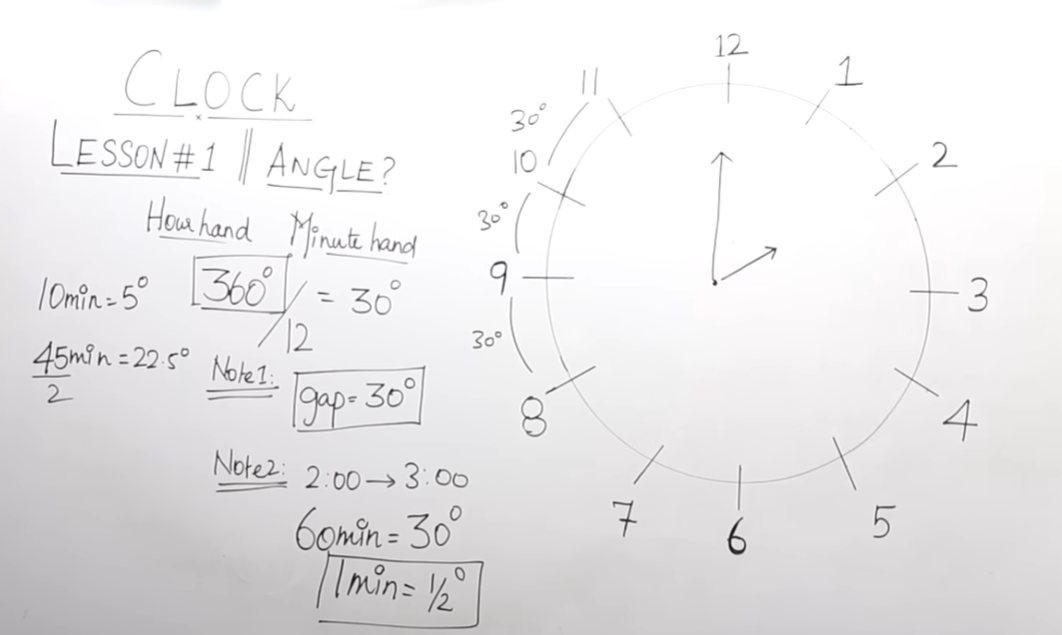 CLOCK
LESSON #1 || ANGLE?
Hour hand Minute hand
10min = 5°
360°/12 = 30°
45min = 22.5°
2
Note1:
gap = 30°
Note2: 2:00 → 3:00
60min = 30°
1min = 1/2°
12
11
1
30°
10
2
30°
9
3
30°
8
4
7
5
6